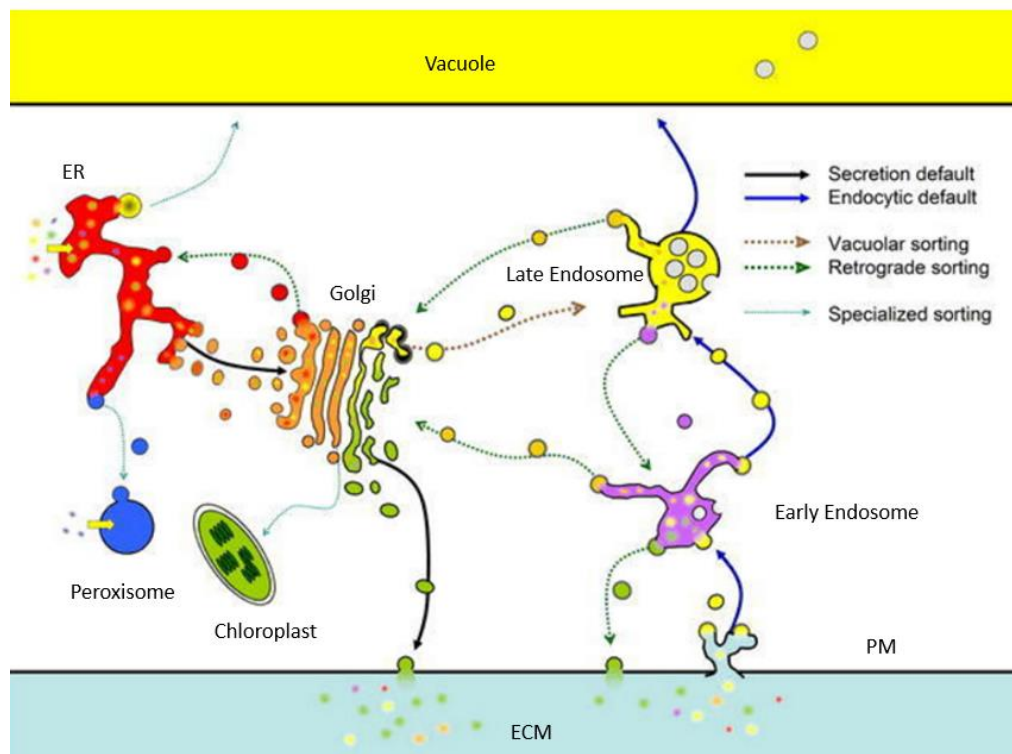 Vacuole
ER
Secretion default
Endocytic default
Vacuolar sorting
Retrograde sorting
Specialized sorting
Late Endosome
Golgi
Early Endosome
Peroxisome
Chloroplast
PM
ECM